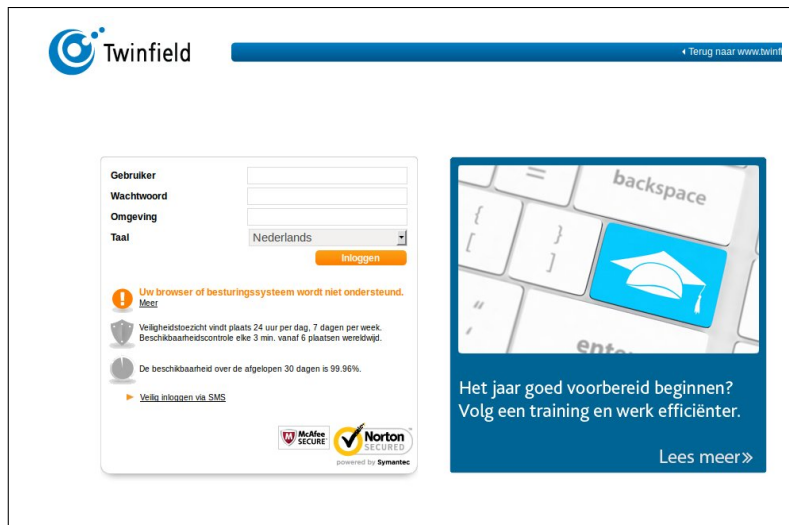 Twinfield
Terug naar www.twinf
Gebruiker
Wachtwoord
Omgeving
Taal
Nederlands
Inloggen
Uw browser of besturingssysteem wordt niet ondersteund.
Meer
Veiligheidstoezicht vindt plaats 24 uur per dag, 7 dagen per week.
Beschikbaarheidscontrole elke 3 min. vanaf 6 plaatsen wereldwijd.
De beschikbaarheid over de afgelopen 30 dagen is 99.96%.
Veilig inloggen via SMS
McAfee
SECURE
Norton
SECURED
powered by Symantec
=
backspace
{
[
}
]
"
'
enter
Het jaar goed voorbereid beginnen?
Volg een training en werk efficiënter.
Lees meer»